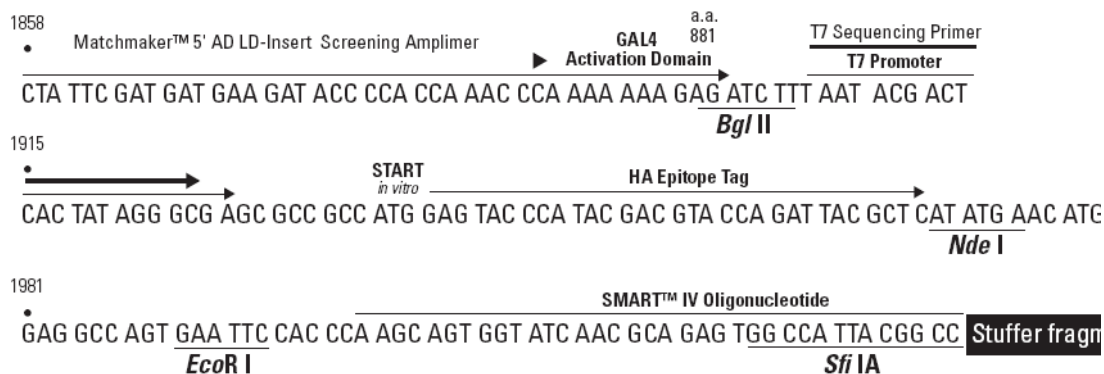 1858 a.a.
Matchmaker™ 5' AD LD-Insert Screening Amplimer GAL4 881 T7 Sequencing Primer
Activation Domain T7 Promoter
CTA TTC GAT GAT GAA GAT ACC CCA CCA AAC CCA AAA AAA GAG ATC TTT AAT ACG ACT
Bgl II
1915
START HA Epitope Tag
in vitro
CAC TAT AGG GCG AGC GCC GCC ATG GAG TAC CCA TAC GAC GTA CCA GAT TAC GCT CAT ATG AAC ATG
Nde I
1981
SMART™ IV Oligonucleotide
GAG GCC AGT GAA TTC CAC CCA AGC AGT GGT ATC AAC GCA GAG TGG CCA TTA CGG CC Stuffer fragm
EcoR I Sfi IA